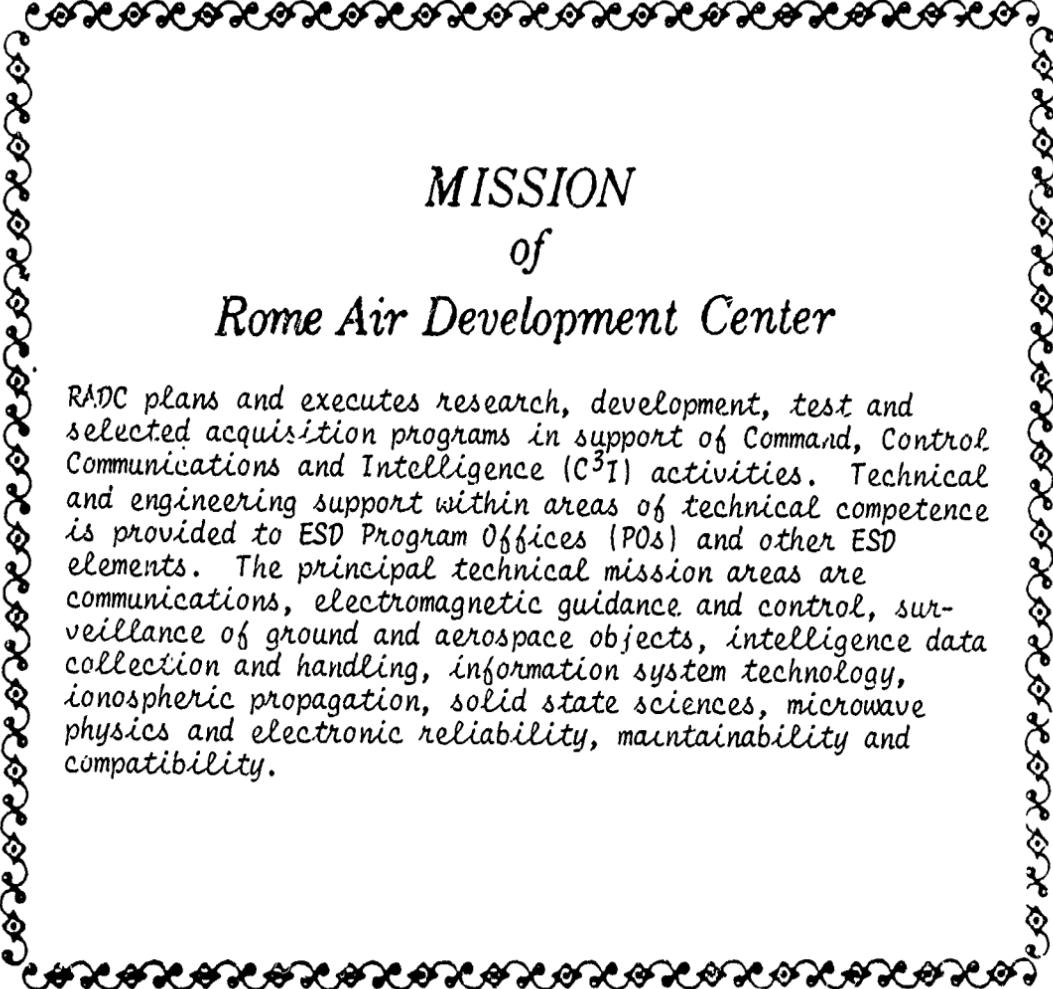 MISSION
of
Rome Air Development Center
RADC plans and executes research, development, test and
selected acquisition programs in support of Command, Control
Communications and Intelligence (C³I) activities. Technical
and engineering support within areas of technical competence
is provided to ESD Program Offices (POs) and other ESD
elements. The principal technical mission areas are
communications, electromagnetic guidance and control, sur-
veillance of ground and aerospace objects, intelligence data
collection and handling, information system technology,
ionospheric propagation, solid state sciences, microwave
physics and electronic reliability, maintainability and
compatibility.